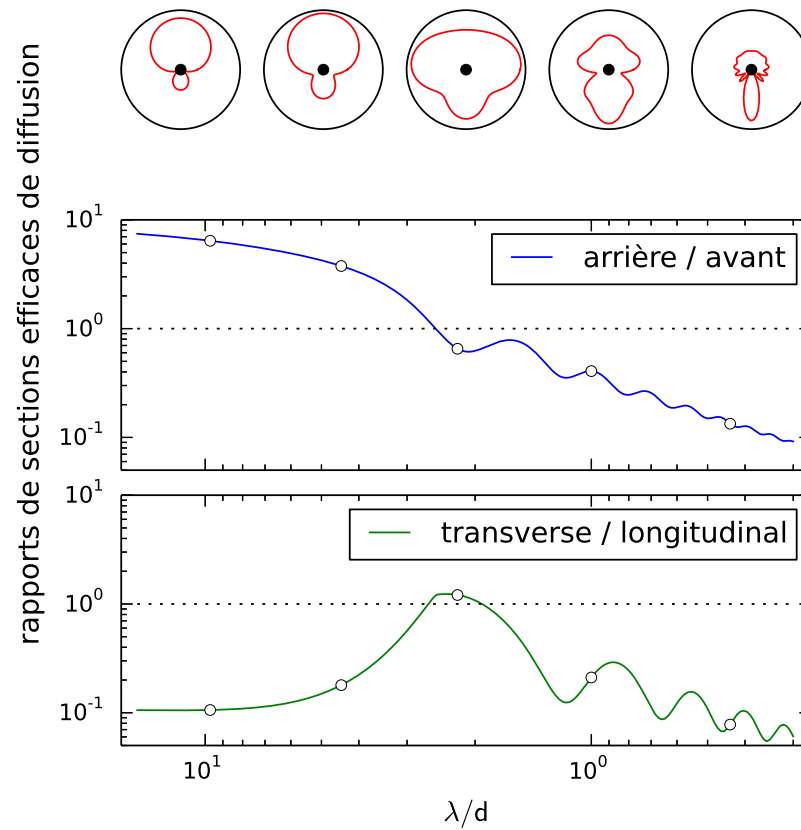 rapports de sections efficaces de diffusion
10^1
10^0
10^-1
arrière / avant
10^1
10^0
10^-1
transverse / longitudinal
10^1
10^0
λ/d